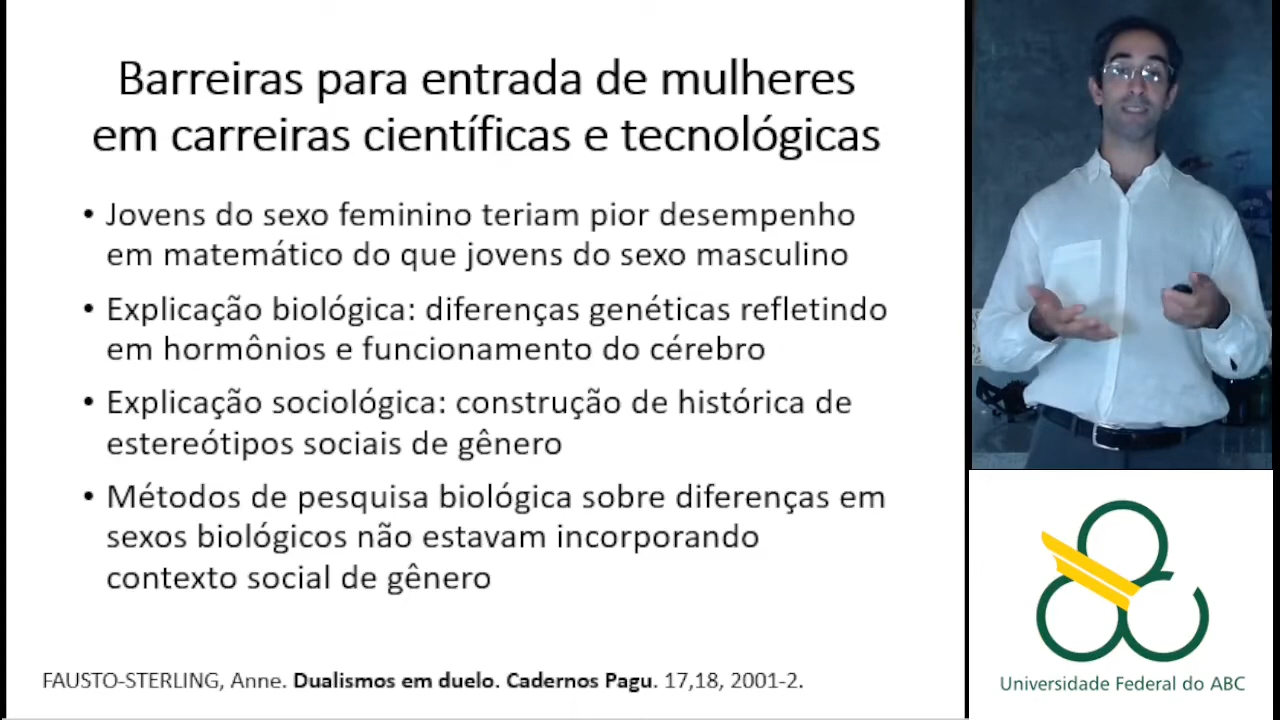 Barreiras para entrada de mulheres
em carreiras científicas e tecnológicas
• Jovens do sexo feminino teriam pior desempenho
em matemático do que jovens do sexo masculino
• Explicação biológica: diferenças genéticas refletindo
em hormônios e funcionamento do cérebro
• Explicação sociológica: construção de histórica de
estereótipos sociais de gênero
• Métodos de pesquisa biológica sobre diferenças em
sexos biológicos não estavam incorporando
contexto social de gênero
FAUSTO-STERLING, Anne. Dualismos em duelo. Cadernos Pagu. 17,18, 2001-2.
Universidade Federal do ABC